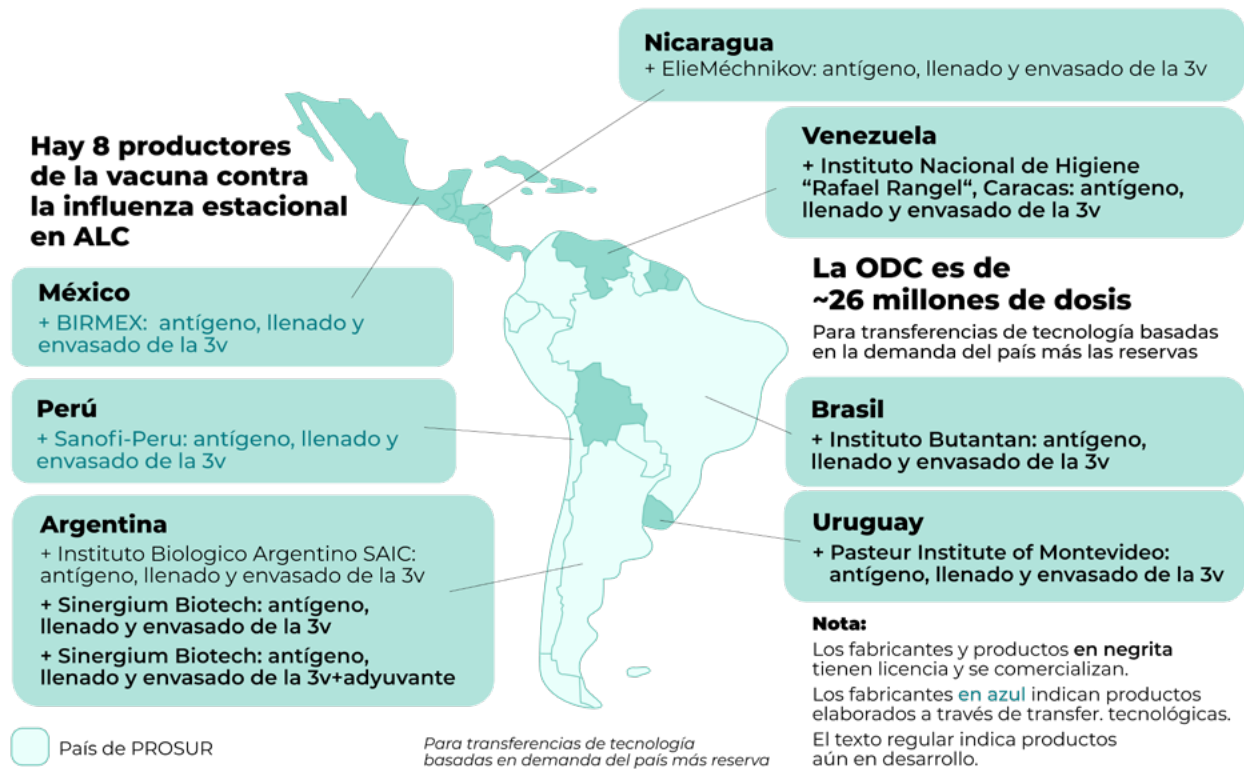 Nicaragua
+ ElieMéchnikov: antígeno, llenado y envasado de la 3v
Hay 8 productores
de la vacuna contra
la influenza estacional
en ALC
Venezuela
+ Instituto Nacional de Higiene
“Rafael Rangel“, Caracas: antígeno,
llenado y envasado de la 3v
La ODC es de
~26 millones de dosis
Para transferencias de tecnología basadas
en la demanda del país más las reservas
México
+ BIRMEX: antígeno, llenado y
envasado de la 3v
Perú
+ Sanofi-Peru: antígeno, llenado y
envasado de la 3v
Brasil
+ Instituto Butantan: antígeno,
llenado y envasado de la 3v
Argentina
+ Instituto Biologico Argentino SAIC:
antígeno, llenado y envasado de la 3v
+ Sinergium Biotech: antígeno,
llenado y envasado de la 3v
+ Sinergium Biotech: antígeno,
llenado y envasado de la 3v+adyuvante
Uruguay
+ Pasteur Institute of Montevideo:
antígeno, llenado y envasado de la 3v
Nota:
Los fabricantes y productos en negrita
tienen licencia y se comercializan.
Los fabricantes en azul indican productos
elaborados a través de transfer. tecnológicas.
El texto regular indica productos
aún en desarrollo.
País de PROSUR
Para transferencias de tecnología
basadas en demanda del país más reserva